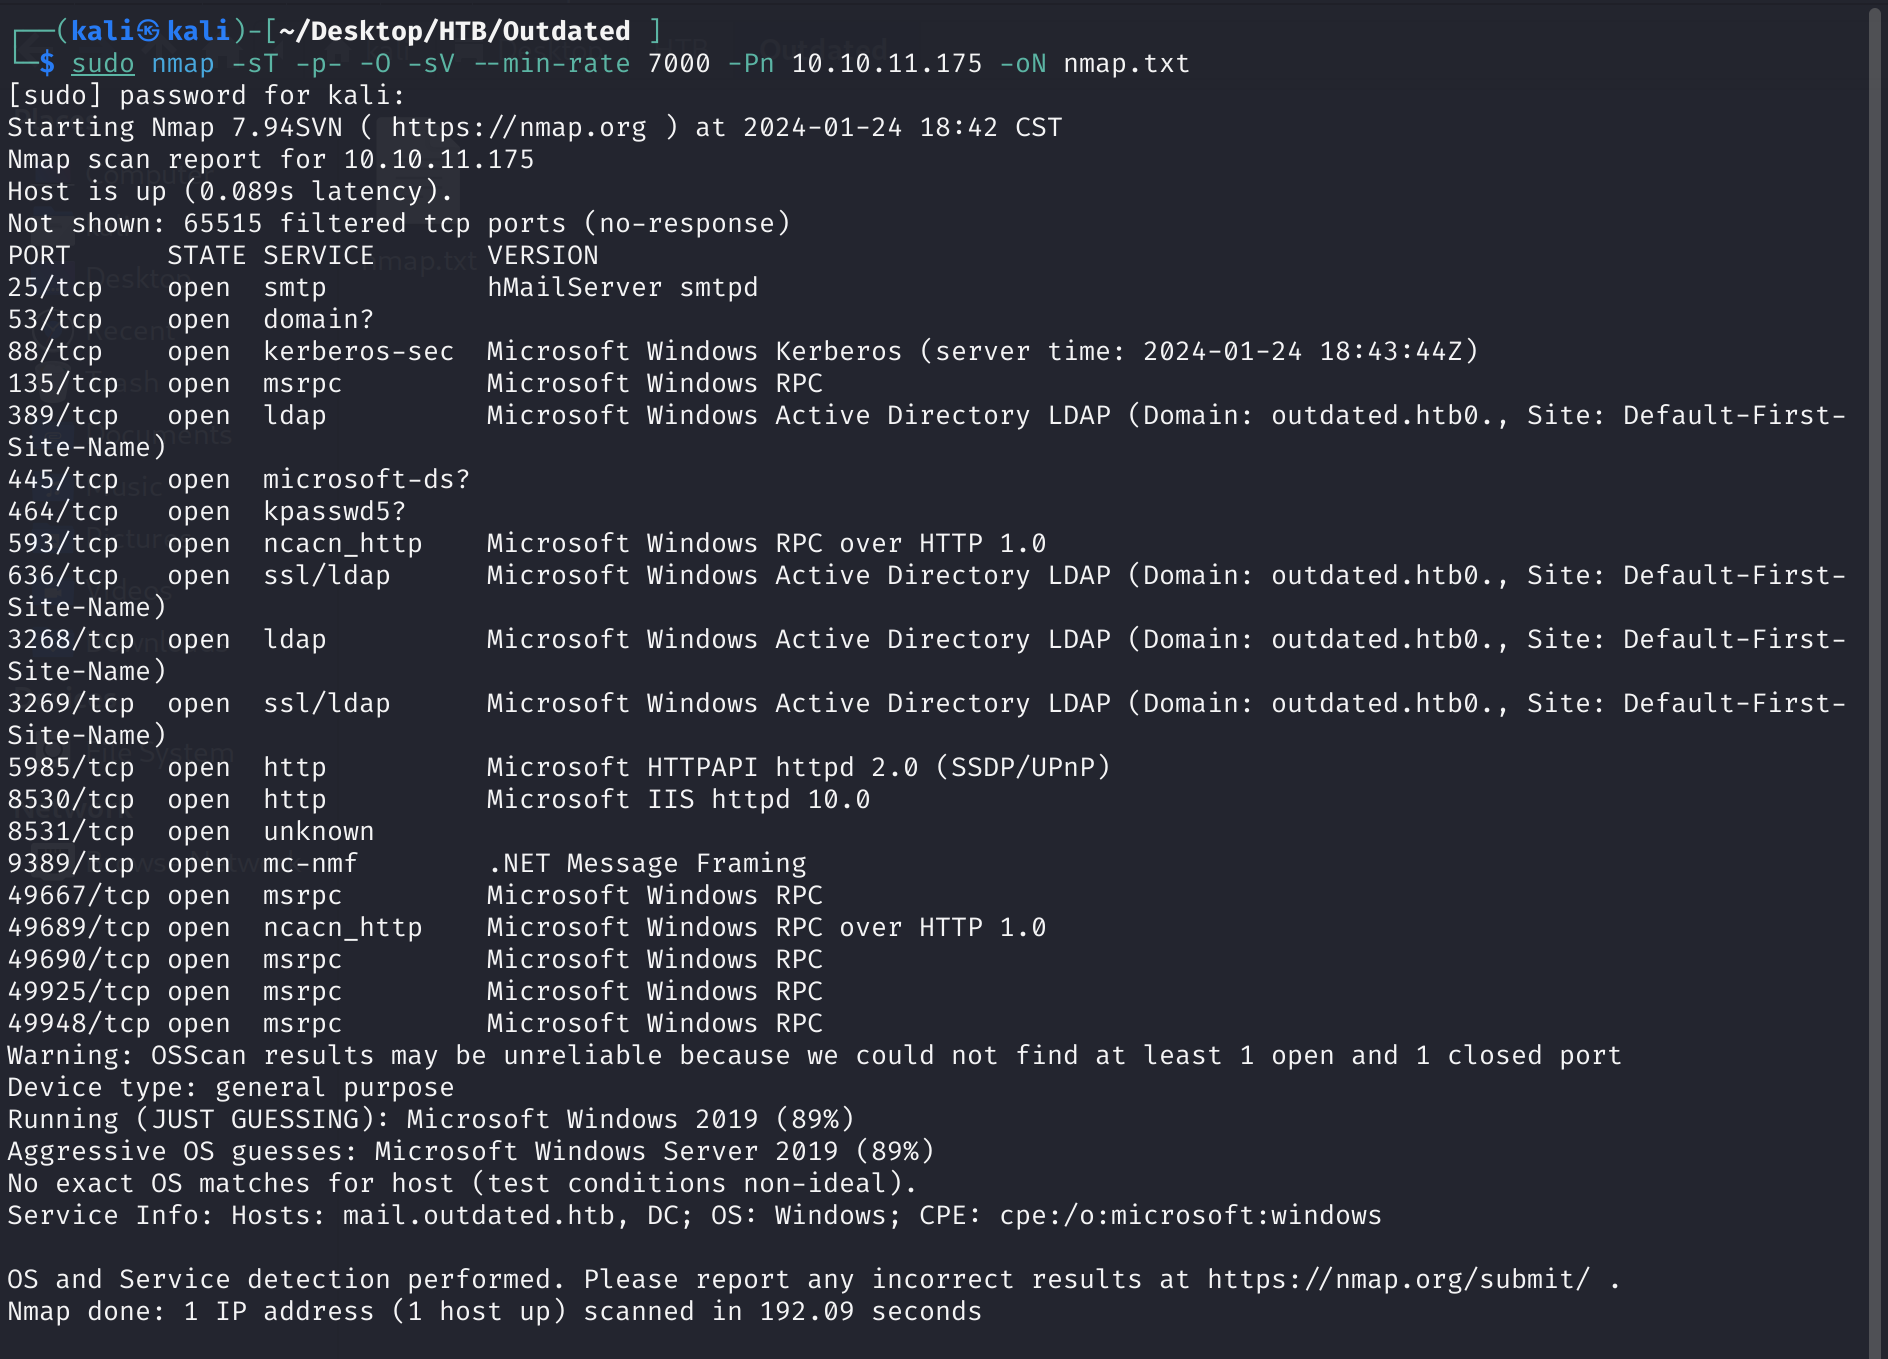 ┌──(kali㉿kali)-[~/Desktop/HTB/Outdated ]
└─$ sudo nmap -sT -p- -O -sV --min-rate 7000 -Pn 10.10.11.175 -oN nmap.txt
[sudo] password for kali:
Starting Nmap 7.94SVN ( https://nmap.org ) at 2024-01-24 18:42 CST
Nmap scan report for 10.10.11.175
Host is up (0.089s latency).
Not shown: 65515 filtered tcp ports (no-response)
PORT      STATE SERVICE       VERSION
25/tcp    open  smtp          hMailServer smtpd
53/tcp    open  domain?
88/tcp    open  kerberos-sec  Microsoft Windows Kerberos (server time: 2024-01-24 18:43:44Z)
135/tcp   open  msrpc         Microsoft Windows RPC
389/tcp   open  ldap          Microsoft Windows Active Directory LDAP (Domain: outdated.htb0., Site: Default-First-
Site-Name)
445/tcp   open  microsoft-ds?
464/tcp   open  kpasswd5?
593/tcp   open  ncacn_http    Microsoft Windows RPC over HTTP 1.0
636/tcp   open  ssl/ldap      Microsoft Windows Active Directory LDAP (Domain: outdated.htb0., Site: Default-First-
Site-Name)
3268/tcp  open  ldap          Microsoft Windows Active Directory LDAP (Domain: outdated.htb0., Site: Default-First-
Site-Name)
3269/tcp  open  ssl/ldap      Microsoft Windows Active Directory LDAP (Domain: outdated.htb0., Site: Default-First-
Site-Name)
5985/tcp  open  http          Microsoft HTTPAPI httpd 2.0 (SSDP/UPnP)
8530/tcp  open  http          Microsoft IIS httpd 10.0
8531/tcp  open  unknown
9389/tcp  open  mc-nmf        .NET Message Framing
49667/tcp open  msrpc         Microsoft Windows RPC
49689/tcp open  ncacn_http    Microsoft Windows RPC over HTTP 1.0
49690/tcp open  msrpc         Microsoft Windows RPC
49925/tcp open  msrpc         Microsoft Windows RPC
49948/tcp open  msrpc         Microsoft Windows RPC
Warning: OSScan results may be unreliable because we could not find at least 1 open and 1 closed port
Device type: general purpose
Running (JUST GUESSING): Microsoft Windows 2019 (89%)
Aggressive OS guesses: Microsoft Windows Server 2019 (89%)
No exact OS matches for host (test conditions non-ideal).
Service Info: Hosts: mail.outdated.htb, DC; OS: Windows; CPE: cpe:/o:microsoft:windows

OS and Service detection performed. Please report any incorrect results at https://nmap.org/submit/ .
Nmap done: 1 IP address (1 host up) scanned in 192.09 seconds